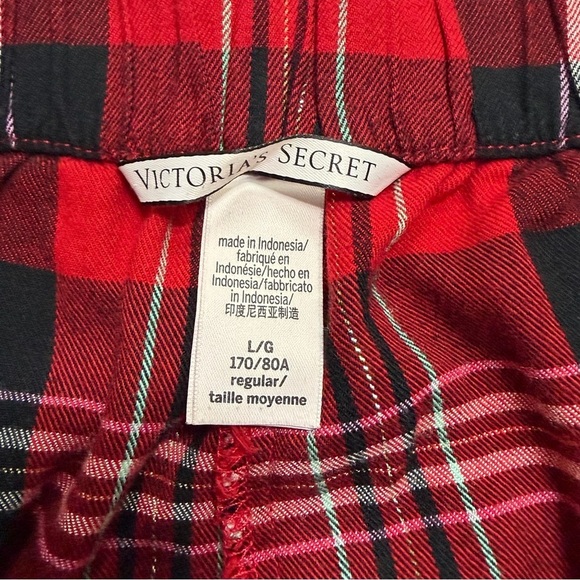 VICTORIA'S SECRET
made in Indonesia/
fabriqué en
Indonésie/hecho en
Indonesia/fabbricato
in Indonesia/
印度尼西亚制造
L/G
170/80A
regular/
taille moyenne